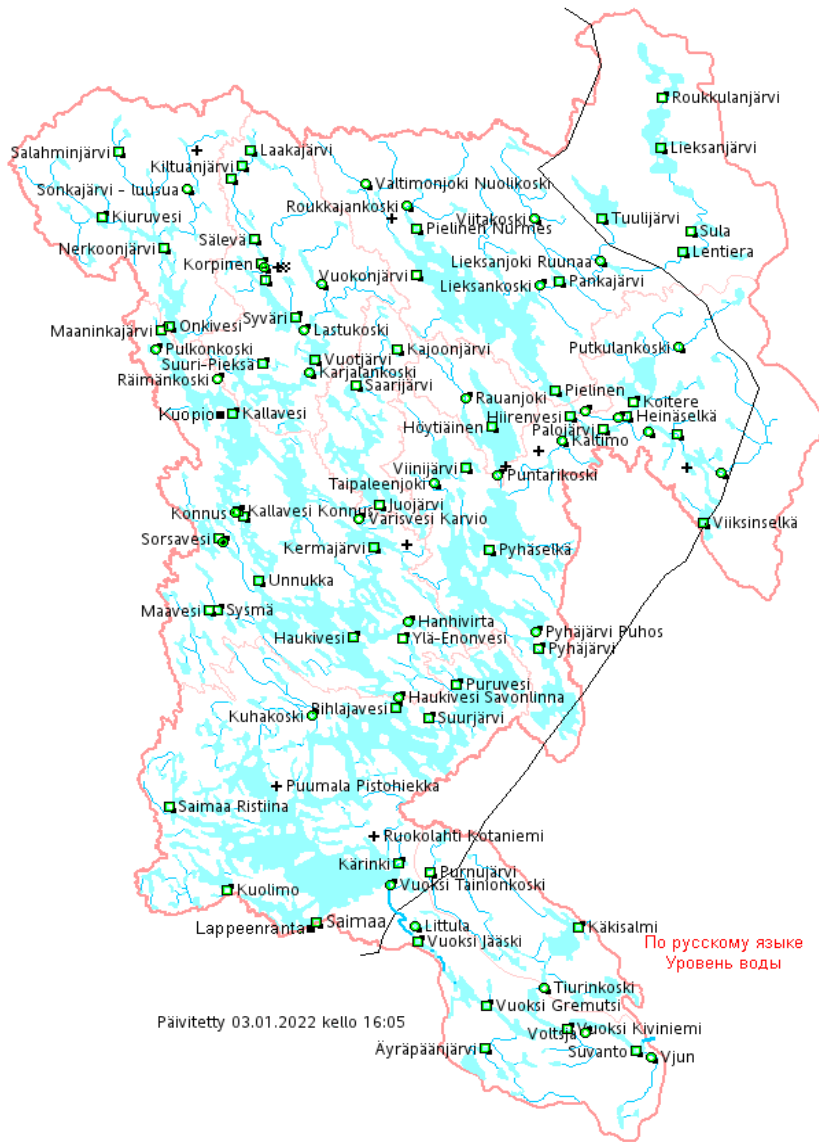 Roukkulanjärvi
Salahminjärvi
Laakajärvi
Lieksanjärvi
Kiltuanjärvi
Sonkajärvi - luusua
Valtimonjoki Nuolikoski
Roukkajankoski
Kiuruvesi
Viitakoski
Tuulijärvi
Pielinen Nurmes
Sula
Nerkoonjärvi
Sälevä
Lentiera
Korpinen
Lieksanjoki Ruunaa
Vuokonjärvi
Lieksankoski
Pankajärvi
Syväri
Maaninkajärvi
Onkivesi
Lastukoski
Pulkonkoski
Kajoonjärvi
Putkulankoski
Suuri-Pieksä
Vuotjärvi
Räimänkoski
Karjalankoski
Saarijärvi
Rauanjoki
Pielinen
Koitere
Kuopio
Kallavesi
Hiirenvesi
Heinäselkä
Höytiäinen
Palojärvi
Kaltimo
Viinijärvi
Taipaleenjoki
Puntarikoski
Juojärvi
Konnus
Kallavesi Konnus
Varisvesi Karvio
Viiksinselkä
Sorsavesi
Kermajärvi
Pyhäselkä
Unnukka
Maavesi
Sysmä
Hanhivirta
Pyhäjärvi Puhos
Haukivesi
Ylä-Enonvesi
Pyhäjärvi
Puruvesi
Haukivesi Savonlinna
Pihlajavesi
Kuhakoski
Suurjärvi
Puumala Pistohiekka
Saimaa Ristiina
Ruokolahti Kotaniemi
Kärinki
Purnujärvi
Kuolimo
Vuoksi Tainionkoski
Saimaa
Lappeenranta
Littula
Käkisalmi
Vuoksi Jääski
По русскому языке
Уровень воды
Tiurinkoski
Vuoksi Gremutsi
Päivitetty 03.01.2022 kello 16:05
Vuoksi Kiviniemi
Voltsja
Äyräpäänjärvi
Suvanto
Vjun